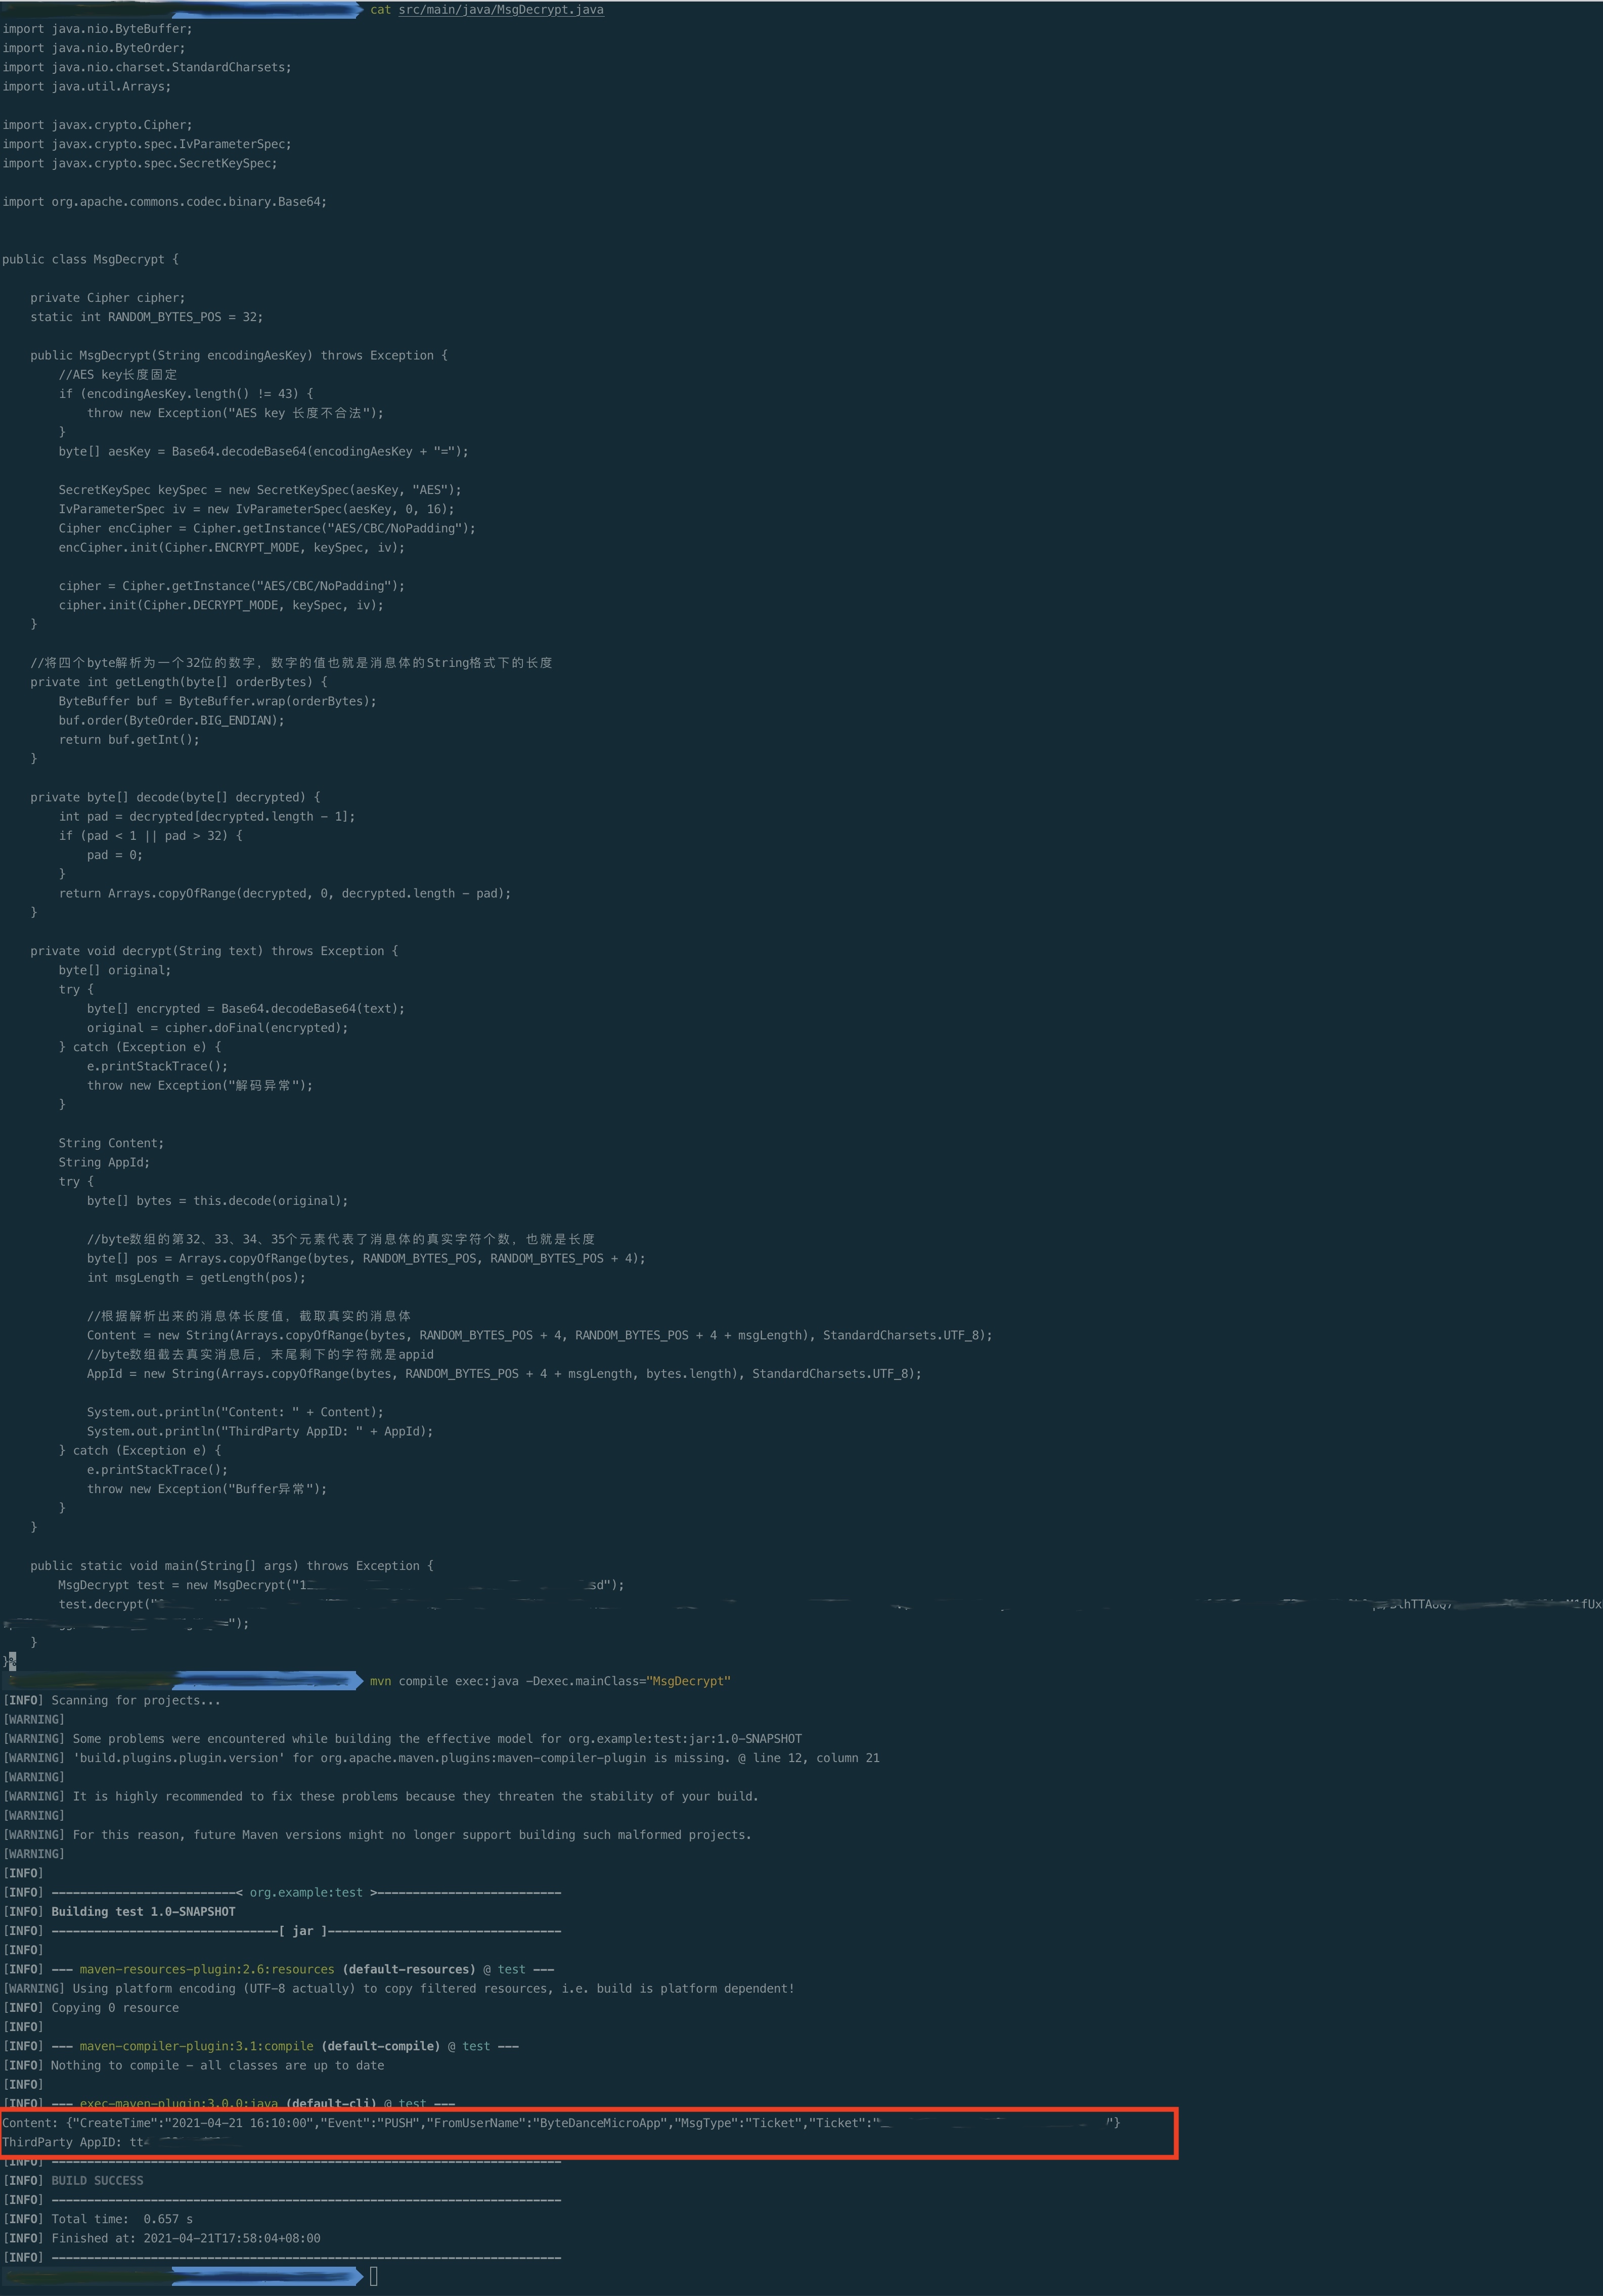 cat src/main/java/MsgDecrypt.java
import java.nio.ByteBuffer;
import java.nio.ByteOrder;
import java.nio.charset.StandardCharsets;
import java.util.Arrays;
import javax.crypto.Cipher;
import javax.crypto.spec.IvParameterSpec;
import javax.crypto.spec.SecretKeySpec;
import org.apache.commons.codec.binary.Base64;
public class MsgDecrypt {
    private Cipher cipher;
    static int RANDOM_BYTES_POS = 32;
    public MsgDecrypt(String encodingAesKey) throws Exception {
        //AES key长度固定
        if (encodingAesKey.length() != 43) {
            throw new Exception("AES key 长度不合法");
        }
        byte[] aesKey = Base64.decodeBase64(encodingAesKey + "=");
        SecretKeySpec keySpec = new SecretKeySpec(aesKey, "AES");
        IvParameterSpec iv = new IvParameterSpec(aesKey, 0, 16);
        Cipher encCipher = Cipher.getInstance("AES/CBC/NoPadding");
        encCipher.init(Cipher.ENCRYPT_MODE, keySpec, iv);
        cipher = Cipher.getInstance("AES/CBC/NoPadding");
        cipher.init(Cipher.DECRYPT_MODE, keySpec, iv);
    }
    //将四个byte解析为一个32位的数字，数字的值也就是消息体的String格式下的长度
    private int getLength(byte[] orderBytes) {
        ByteBuffer buf = ByteBuffer.wrap(orderBytes);
        buf.order(ByteOrder.BIG_ENDIAN);
        return buf.getInt();
    }
    private byte[] decode(byte[] decrypted) {
        int pad = decrypted[decrypted.length - 1];
        if (pad < 1 || pad > 32) {
            pad = 0;
        }
        return Arrays.copyOfRange(decrypted, 0, decrypted.length - pad);
    }
    private void decrypt(String text) throws Exception {
        byte[] original;
        try {
            byte[] encrypted = Base64.decodeBase64(text);
            original = cipher.doFinal(encrypted);
        } catch (Exception e) {
            e.printStackTrace();
            throw new Exception("解码异常");
        }
        String Content;
        String AppId;
        try {
            byte[] bytes = this.decode(original);
            //byte数组的第32、33、34、35个元素代表了消息体的真实字符个数，也就是长度
            byte[] pos = Arrays.copyOfRange(bytes, RANDOM_BYTES_POS, RANDOM_BYTES_POS + 4);
            int msgLength = getLength(pos);
            //根据解析出来的消息体长度值，截取真实的消息体
            Content = new String(Arrays.copyOfRange(bytes, RANDOM_BYTES_POS + 4, RANDOM_BYTES_POS + 4 + msgLength), StandardCharsets.UTF_8);
            //byte数组截去真实消息后，末尾剩下的字符就是appid
            AppId = new String(Arrays.copyOfRange(bytes, RANDOM_BYTES_POS + 4 + msgLength, bytes.length), StandardCharsets.UTF_8);
            System.out.println("Content: " + Content);
            System.out.println("ThirdParty AppID: " + AppId);
        } catch (Exception e) {
            e.printStackTrace();
            throw new Exception("Buffer异常");
        }
    }
    public static void main(String[] args) throws Exception {
        MsgDecrypt test = new MsgDecrypt("1 sd");
        test.decrypt("
");
    }
}%
mvn compile exec:java -Dexec.mainClass="MsgDecrypt"
[INFO] Scanning for projects...
[WARNING]
[WARNING] Some problems were encountered while building the effective model for org.example:test:jar:1.0-SNAPSHOT
[WARNING] 'build.plugins.plugin.version' for org.apache.maven.plugins:maven-compiler-plugin is missing. @ line 12, column 21
[WARNING]
[WARNING] It is highly recommended to fix these problems because they threaten the stability of your build.
[WARNING]
[WARNING] For this reason, future Maven versions might no longer support building such malformed projects.
[WARNING]
[INFO]
[INFO] --------------------------< org.example:test >--------------------------
[INFO] Building test 1.0-SNAPSHOT
[INFO] --------------------------------[ jar ]---------------------------------
[INFO]
[INFO] --- maven-resources-plugin:2.6:resources (default-resources) @ test ---
[WARNING] Using platform encoding (UTF-8 actually) to copy filtered resources, i.e. build is platform dependent!
[INFO] Copying 0 resource
[INFO]
[INFO] --- maven-compiler-plugin:3.1:compile (default-compile) @ test ---
[INFO] Nothing to compile - all classes are up to date
[INFO]
[INFO] --- exec-maven-plugin:3.0.0:java (default-cli) @ test ---
Content: {"CreateTime":"2021-04-21 16:10:00","Event":"PUSH","FromUserName":"ByteDanceMicroApp","MsgType":"Ticket","Ticket":" "}
ThirdParty AppID: tt
[INFO] ------------------------------------------------------------------------
[INFO] BUILD SUCCESS
[INFO] ------------------------------------------------------------------------
[INFO] Total time:  0.657 s
[INFO] Finished at: 2021-04-21T17:58:04+08:00
[INFO] ------------------------------------------------------------------------